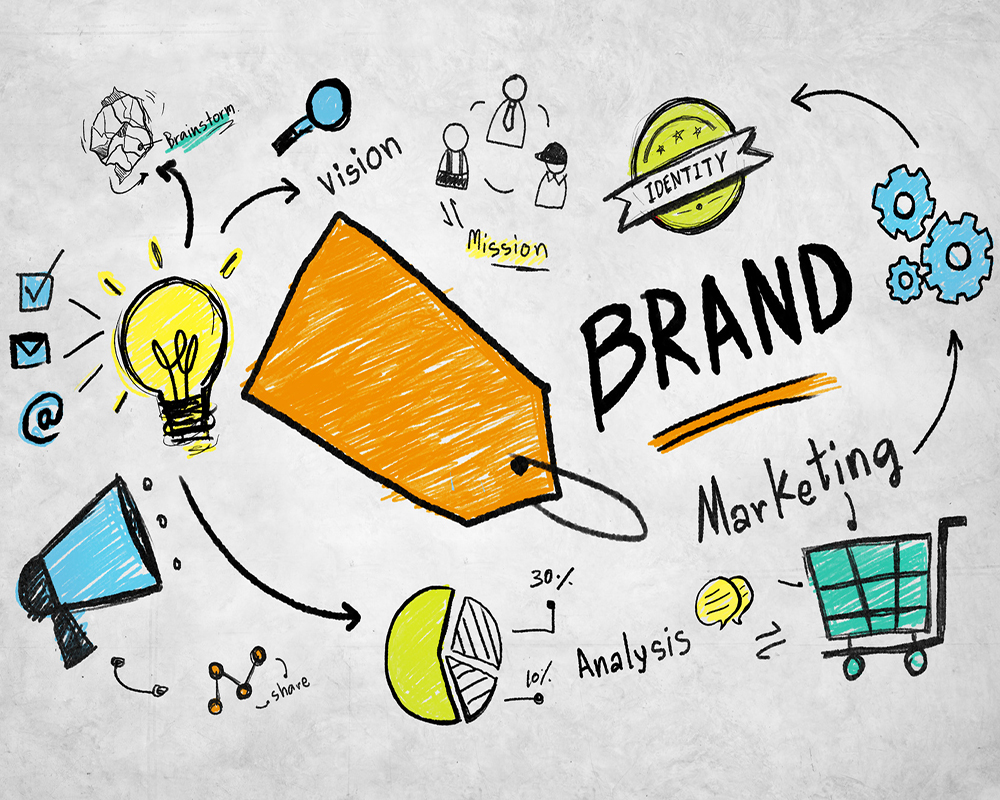 Brainstorm.
Vision
IDENTITY
Mission
BRAND
@
Marketing
30%
Analysis
10%
share